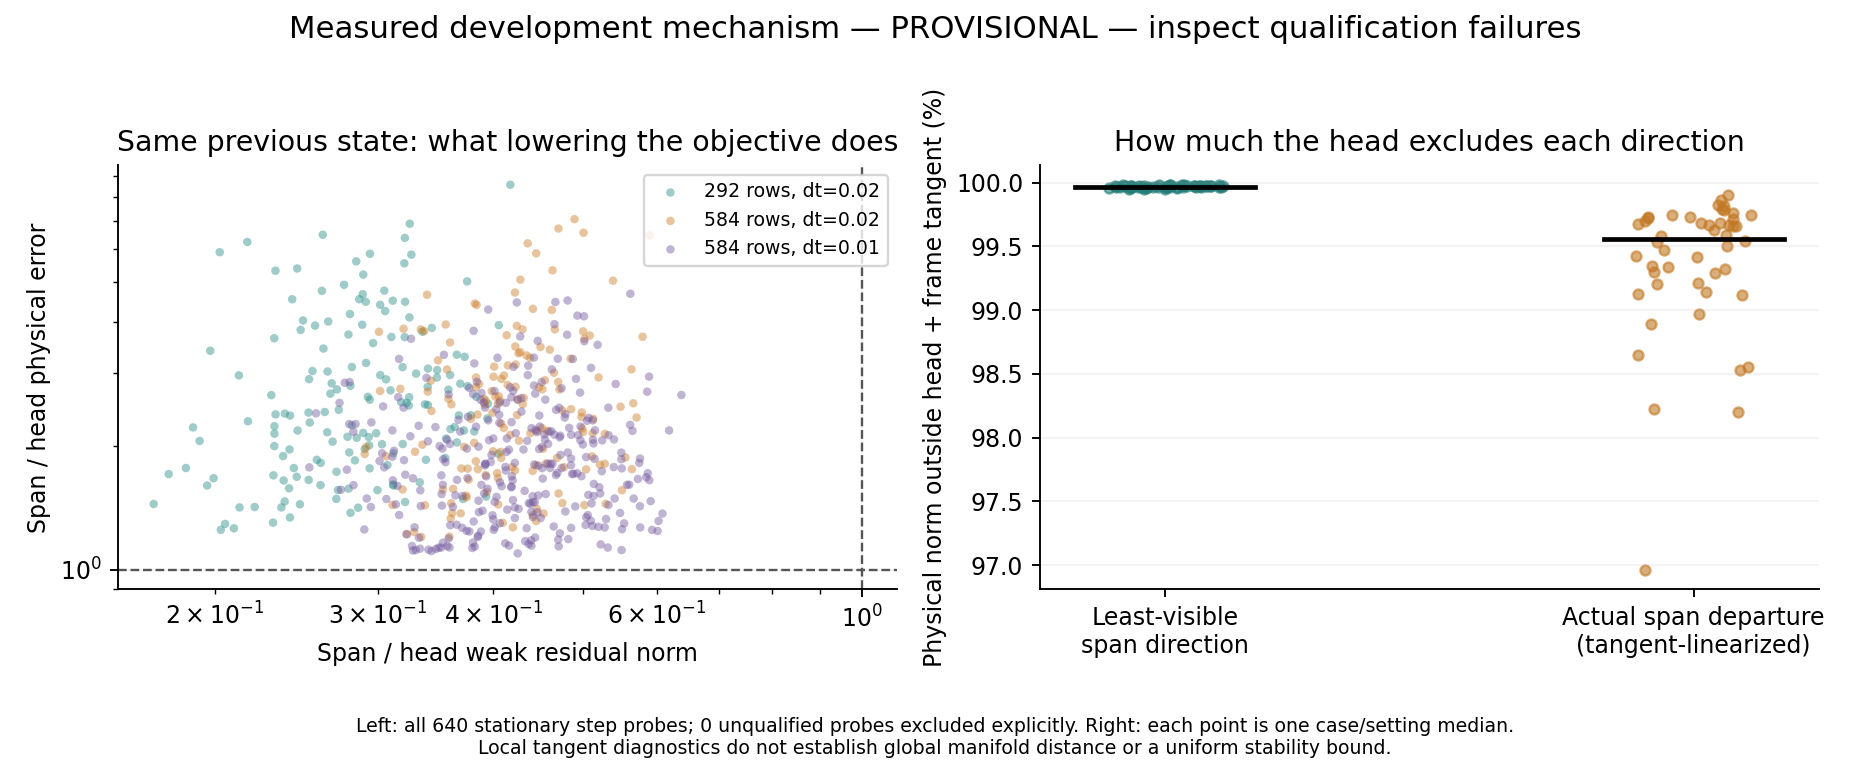 Measured development mechanism — PROVISIONAL — inspect qualification failures
Same previous state: what lowering the objective does
Span / head physical error
10⁰
292 rows, dt=0.02
584 rows, dt=0.02
584 rows, dt=0.01
2 × 10⁻¹
3 × 10⁻¹
4 × 10⁻¹
6 × 10⁻¹
10⁰
Span / head weak residual norm
How much the head excludes each direction
Physical norm outside head + frame tangent (%)
100.0
99.5
99.0
98.5
98.0
97.5
97.0
Least-visible
span direction
Actual span departure
(tangent-linearized)
Left: all 640 stationary step probes; 0 unqualified probes excluded explicitly. Right: each point is one case/setting median.
Local tangent diagnostics do not establish global manifold distance or a uniform stability bound.